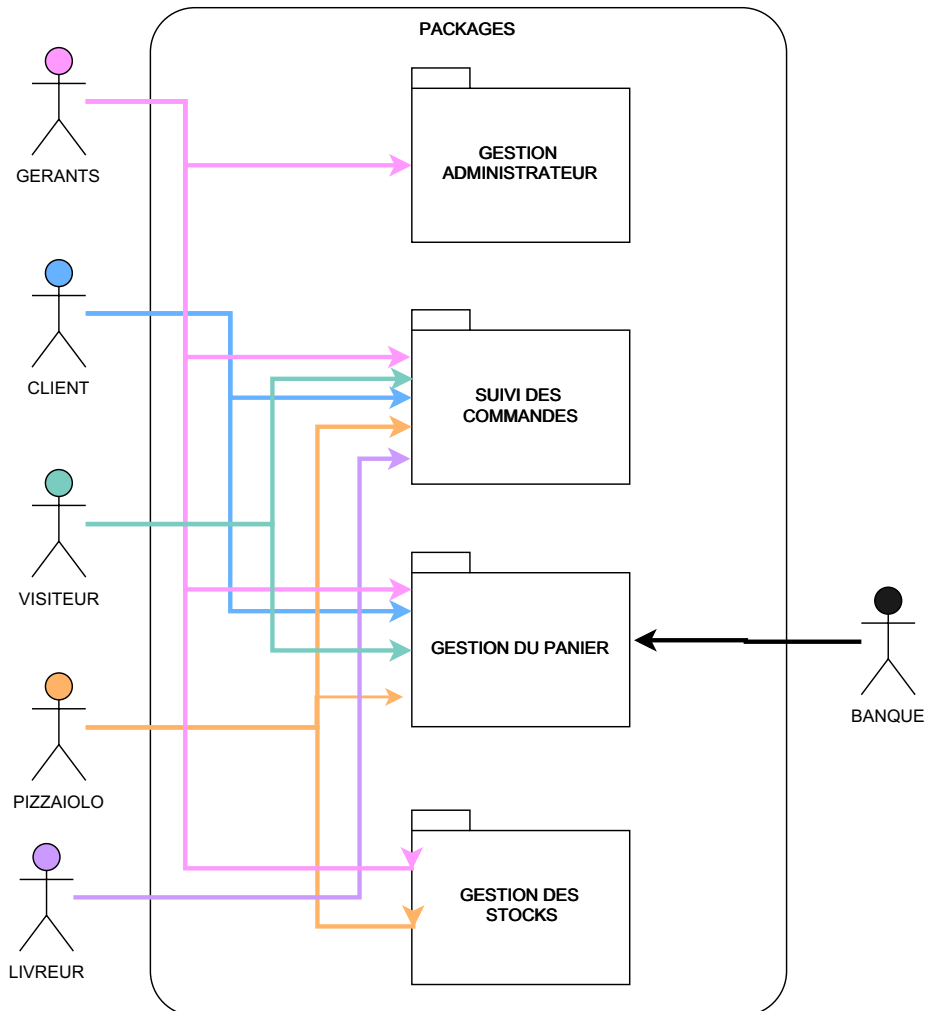 PACKAGES
GERANTS
GESTION
ADMINISTRATEUR
CLIENT
SUIVI DES
COMMANDES
VISITEUR
GESTION DU PANIER
BANQUE
PIZZAIOLO
GESTION DES
STOCKS
LIVREUR